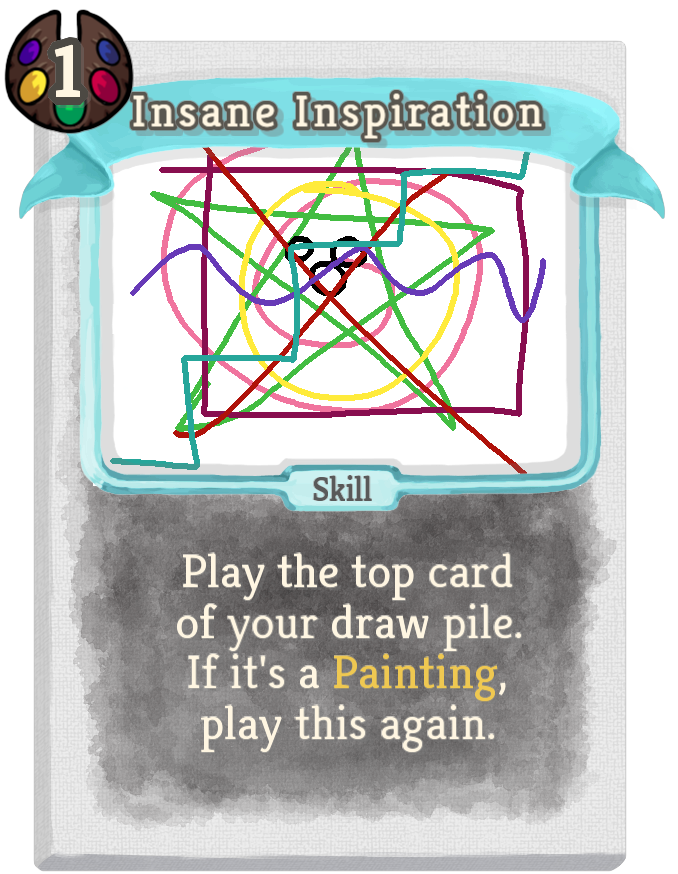 1
Insane Inspiration
Skill
Play the top card
of your draw pile.
If it's a Painting,
play this again.